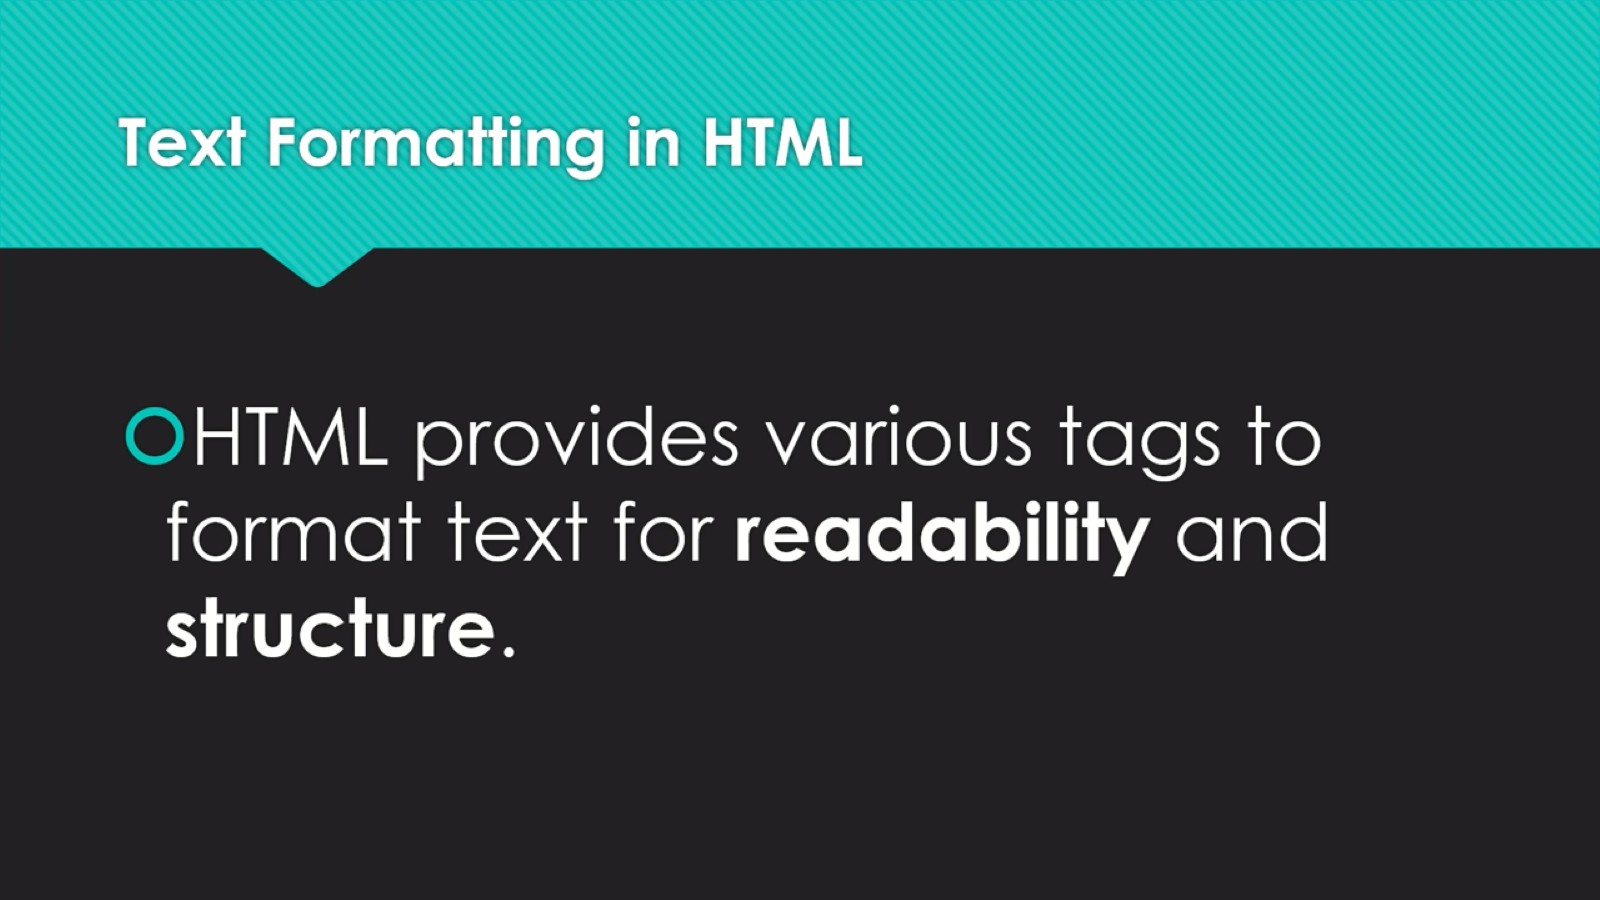 Text Formatting in HTML
HTML provides various tags to
format text for readability and
structure.